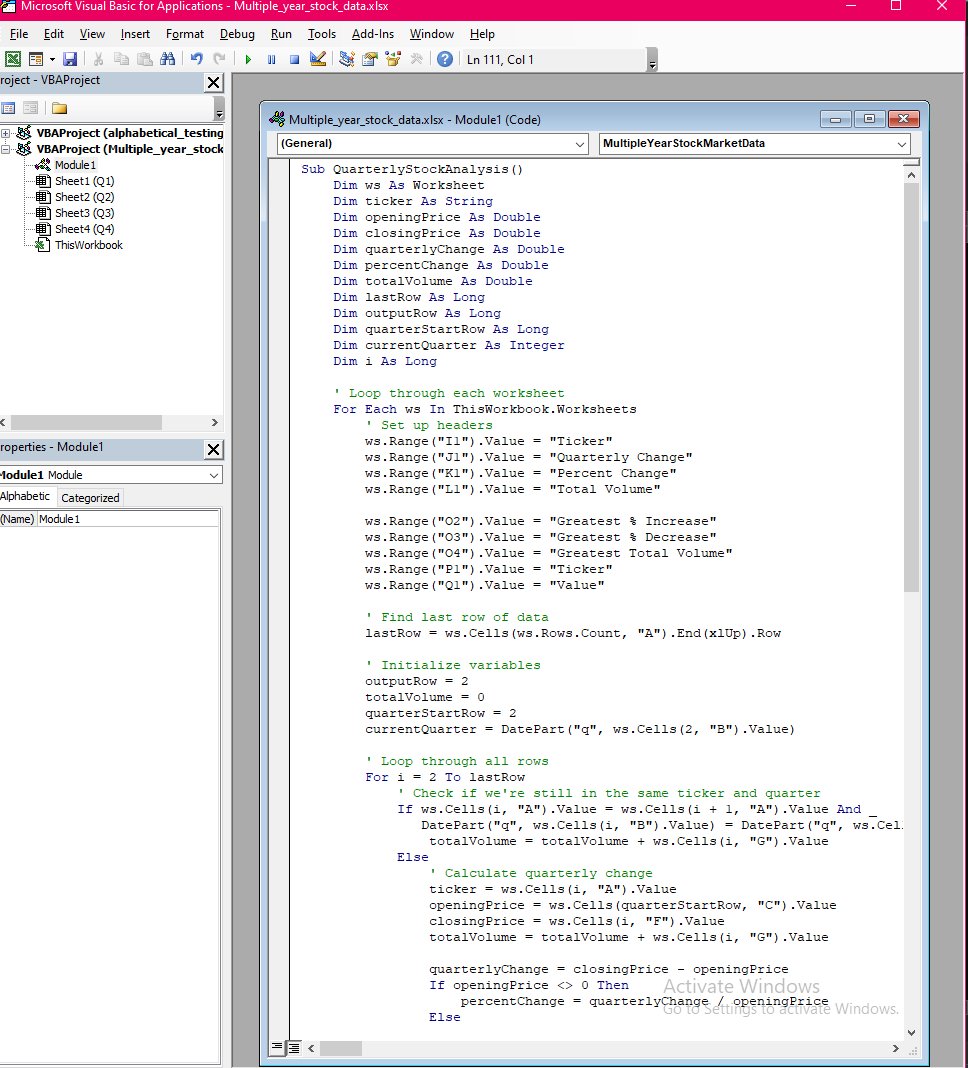 Microsoft Visual Basic for Applications - Multiple_year_stock_data.xlsx
File Edit View Insert Format Debug Run Tools Add-Ins Window Help
Ln 111, Col 1
roject - VBAProject
VBAProject (alphabetical_testing
VBAProject (Multiple_year_stock
Module1
Sheet1 (Q1)
Sheet2 (Q2)
Sheet3 (Q3)
Sheet4 (Q4)
ThisWorkbook
roperties - Module1
Module1 Module
Alphabetic Categorized
(Name) Module1
Multiple_year_stock_data.xlsx - Module1 (Code)
(General) MultipleYearStockMarketData
Sub QuarterlyStockAnalysis()
    Dim ws As Worksheet
    Dim ticker As String
    Dim openingPrice As Double
    Dim closingPrice As Double
    Dim quarterlyChange As Double
    Dim percentChange As Double
    Dim totalVolume As Double
    Dim lastRow As Long
    Dim outputRow As Long
    Dim quarterStartRow As Long
    Dim currentQuarter As Integer
    Dim i As Long
    ' Loop through each worksheet
    For Each ws In ThisWorkbook.Worksheets
        ' Set up headers
        ws.Range("I1").Value = "Ticker"
        ws.Range("J1").Value = "Quarterly Change"
        ws.Range("K1").Value = "Percent Change"
        ws.Range("L1").Value = "Total Volume"
        ws.Range("O2").Value = "Greatest % Increase"
        ws.Range("O3").Value = "Greatest % Decrease"
        ws.Range("O4").Value = "Greatest Total Volume"
        ws.Range("P1").Value = "Ticker"
        ws.Range("Q1").Value = "Value"
        ' Find last row of data
        lastRow = ws.Cells(ws.Rows.Count, "A").End(xlUp).Row
        ' Initialize variables
        outputRow = 2
        totalVolume = 0
        quarterStartRow = 2
        currentQuarter = DatePart("q", ws.Cells(2, "B").Value)
        ' Loop through all rows
        For i = 2 To lastRow
            ' Check if we're still in the same ticker and quarter
            If ws.Cells(i, "A").Value = ws.Cells(i + 1, "A").Value And _
               DatePart("q", ws.Cells(i, "B").Value) = DatePart("q", ws.Cel
                totalVolume = totalVolume + ws.Cells(i, "G").Value
            Else
                ' Calculate quarterly change
                ticker = ws.Cells(i, "A").Value
                openingPrice = ws.Cells(quarterStartRow, "C").Value
                closingPrice = ws.Cells(i, "F").Value
                totalVolume = totalVolume + ws.Cells(i, "G").Value
                quarterlyChange = closingPrice - openingPrice
                If openingPrice <> 0 Then
                    percentChange = quarterlyChange / openingPrice
                Else
Activate Windows
Go to Settings to activate Windows.